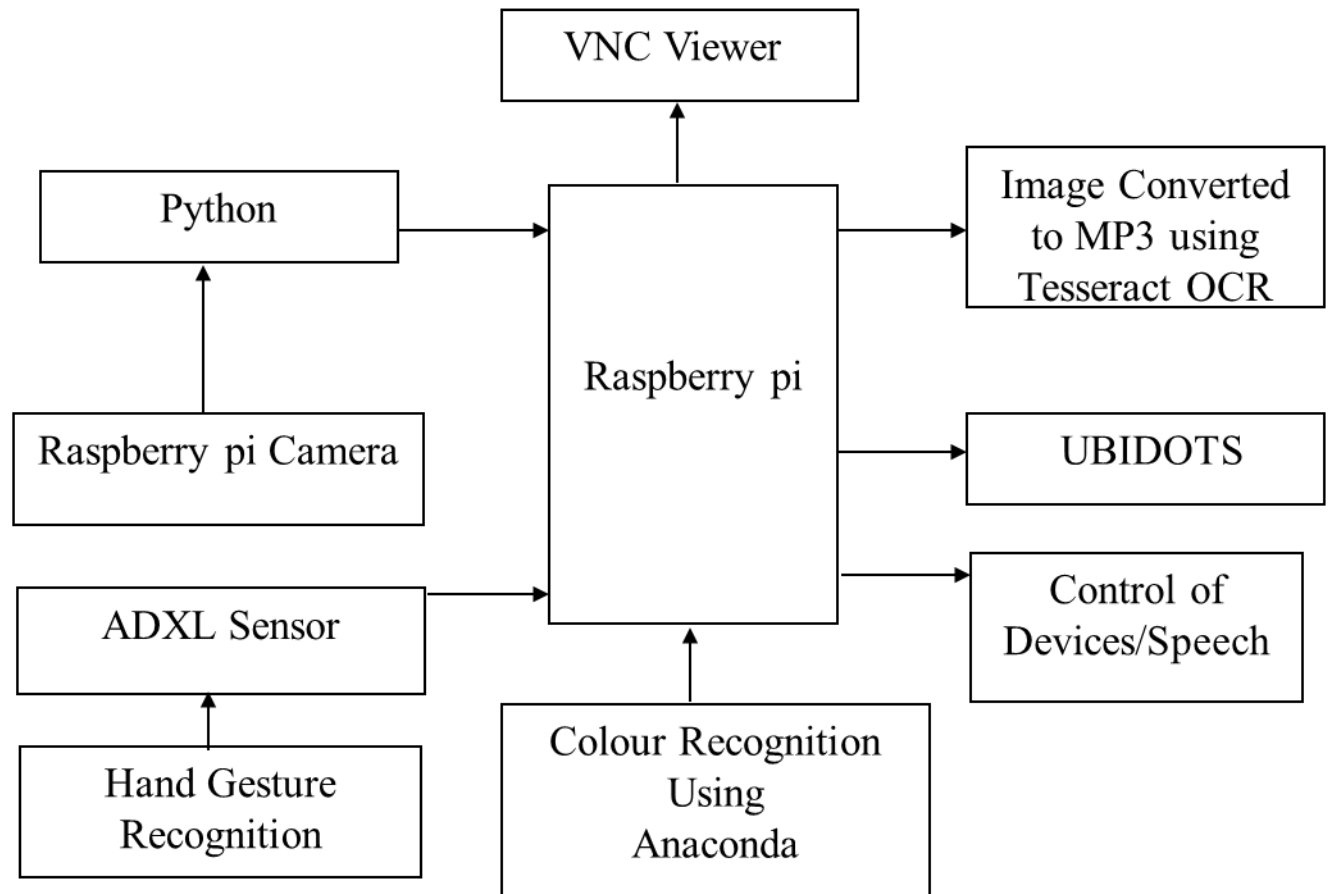 VNC Viewer
Python
Image Converted
to MP3 using
Tesseract OCR
Raspberry pi
Raspberry pi Camera
UBIDOTS
ADXL Sensor
Control of
Devices/Speech
Hand Gesture
Recognition
Colour Recognition
Using
Anaconda